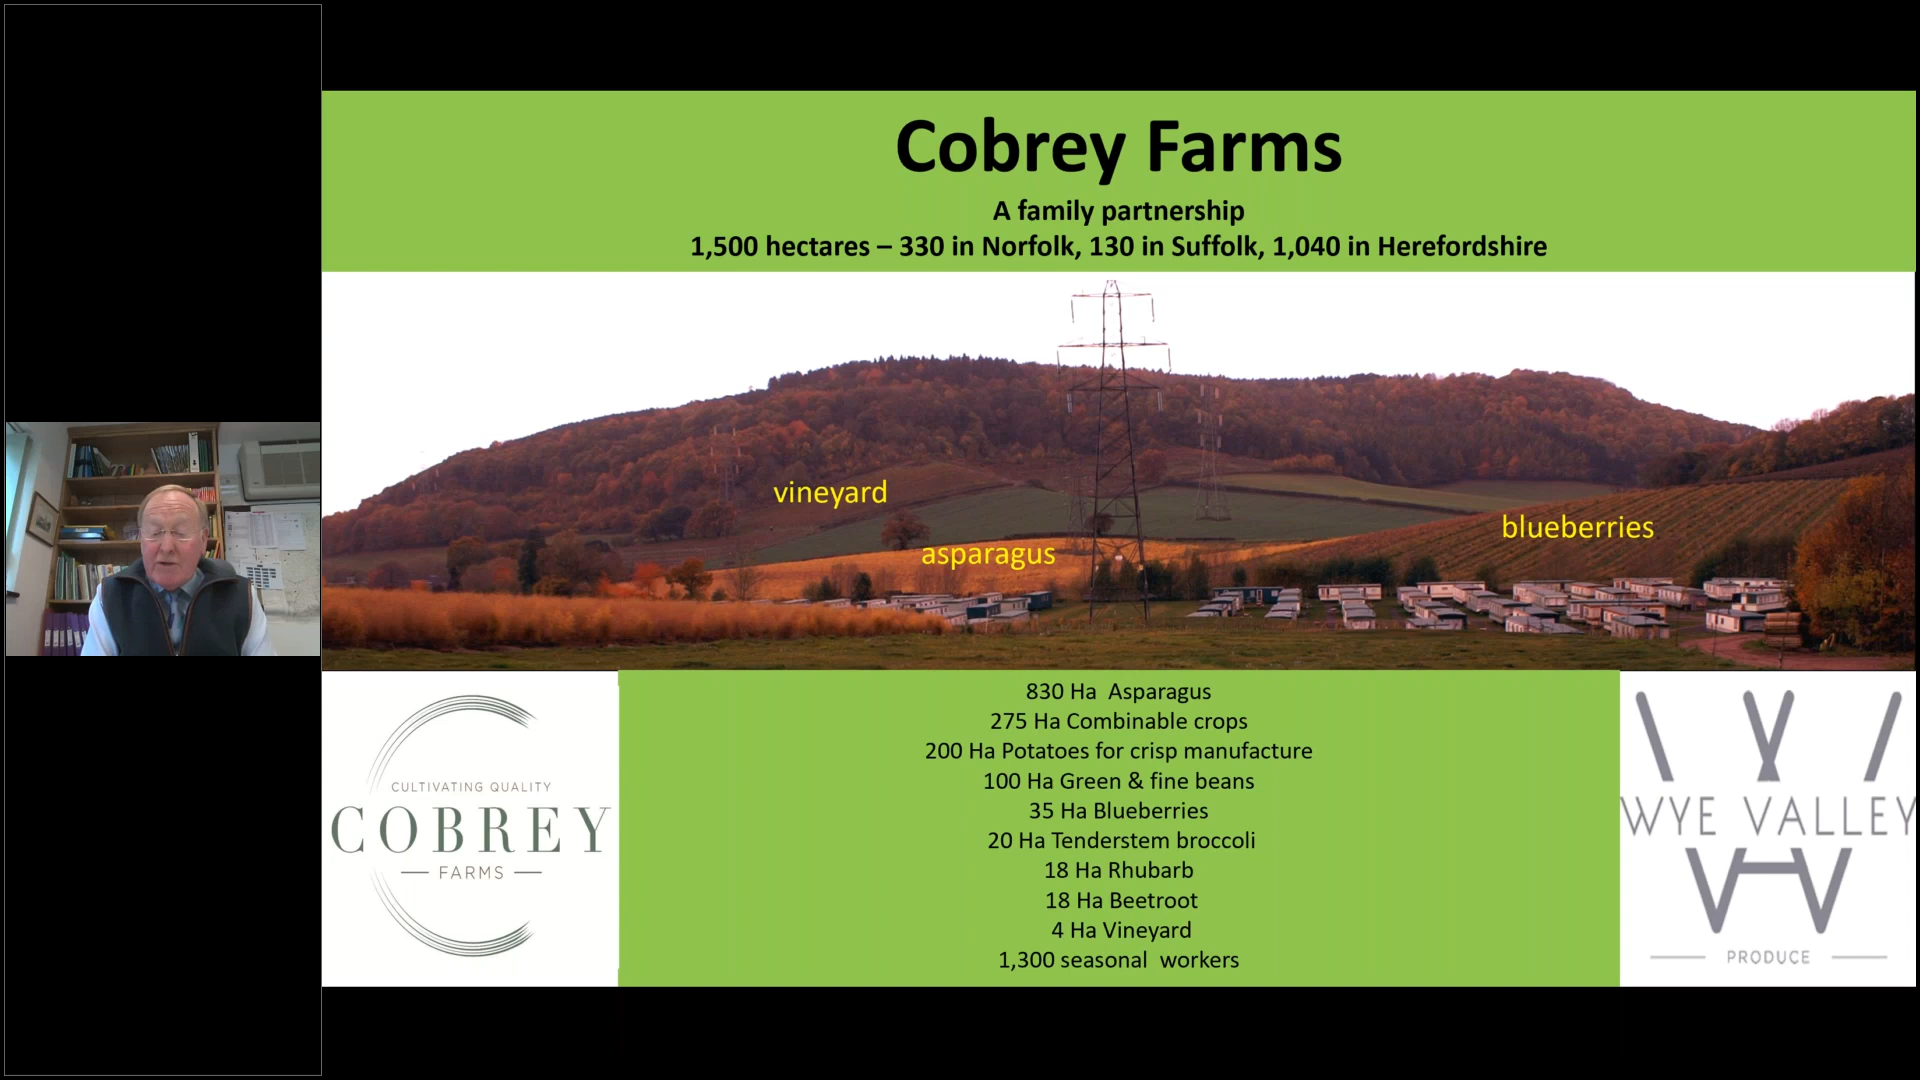 Cobrey Farms
A family partnership
1,500 hectares – 330 in Norfolk, 130 in Suffolk, 1,040 in Herefordshire
vineyard
blueberries
asparagus
830 Ha  Asparagus
275 Ha Combinable crops
200 Ha Potatoes for crisp manufacture
100 Ha Green & fine beans
35 Ha Blueberries
20 Ha Tenderstem broccoli
18 Ha Rhubarb
18 Ha Beetroot
4 Ha Vineyard
1,300 seasonal  workers
CULTIVATING QUALITY
COBREY
FARMS
WYE VALLEY
PRODUCE